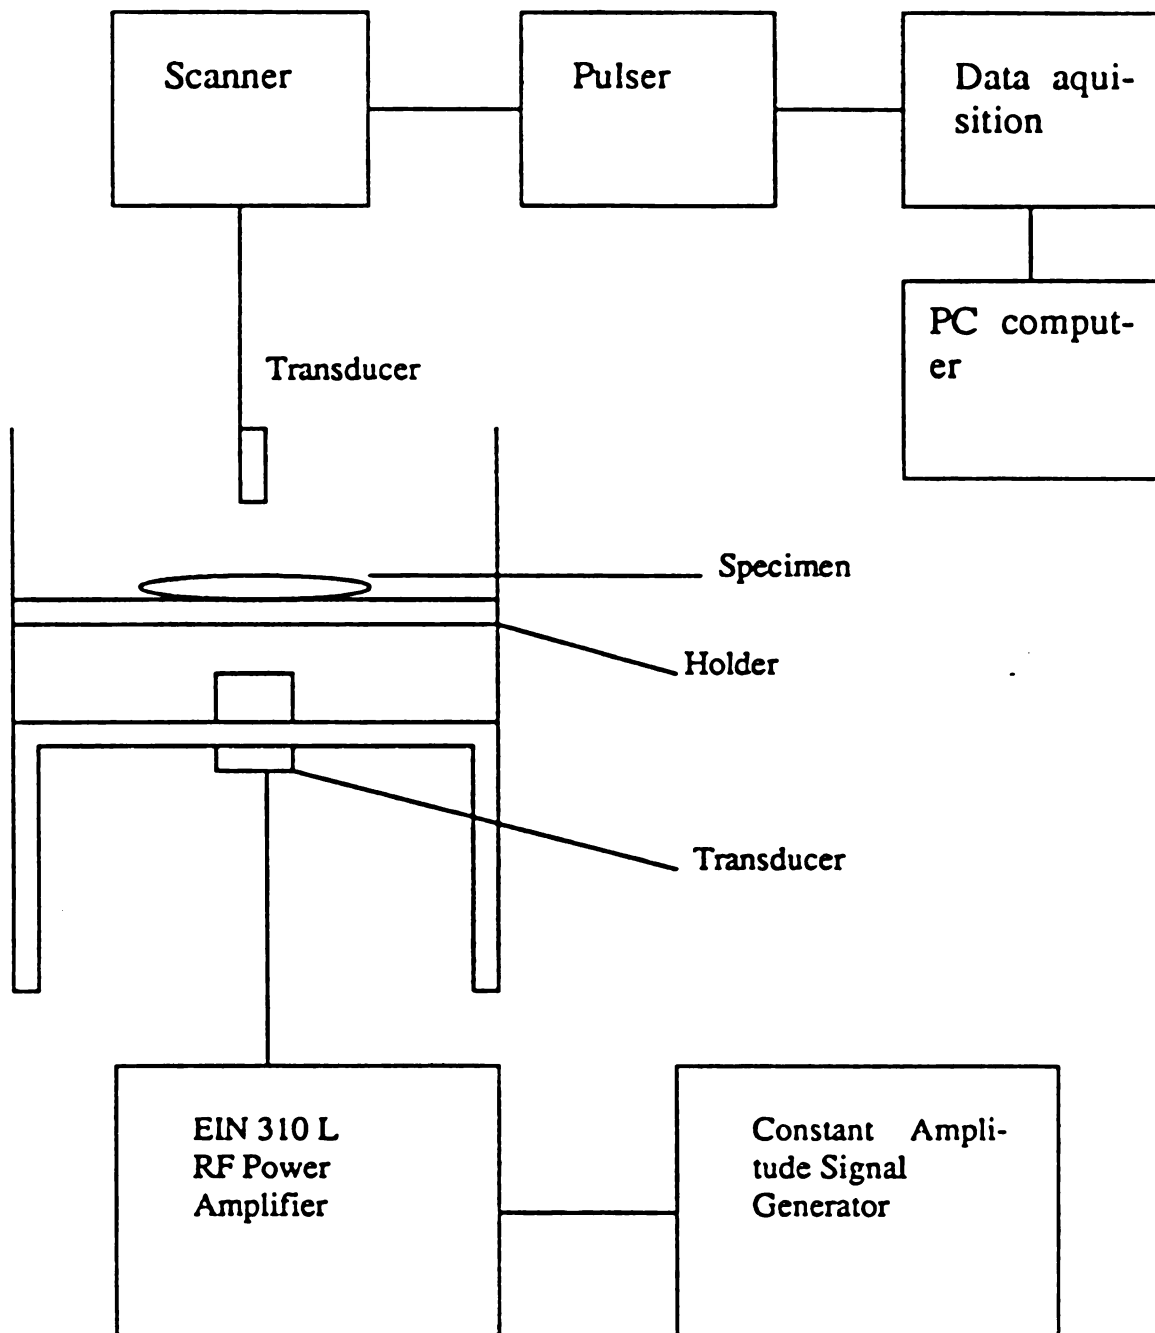 Scanner
Pulser
Data aqui-
sition
PC comput-
er
Transducer
Specimen
Holder
Transducer
EIN 310 L
RF Power
Amplifier
Constant Ampli-
tude Signal
Generator